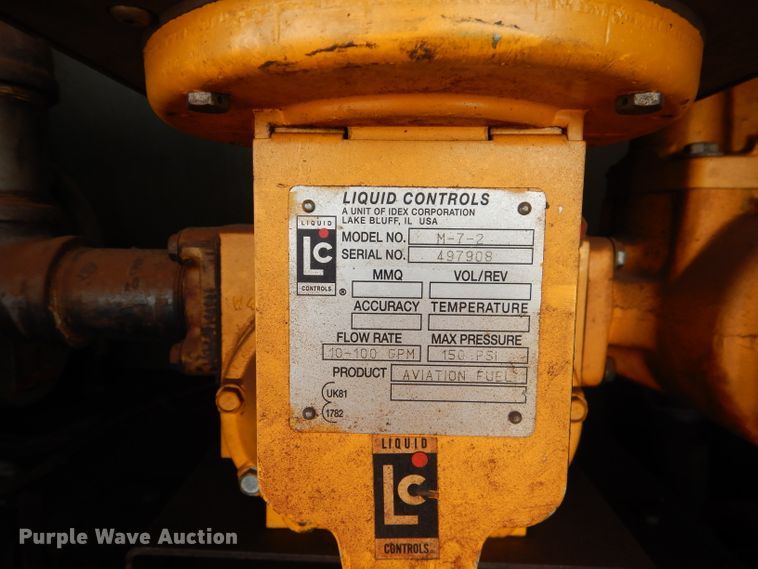 LIQUID CONTROLS
A UNIT OF IDEX CORPORATION
LAKE BLUFF, IL USA
LIQUID
LC
CONTROLS
®
MODEL NO. M-7-2
SERIAL NO. 497908
MMQ VOL/REV
ACCURACY TEMPERATURE
FLOW RATE MAX PRESSURE
10-100 GPM 150 PSI
PRODUCT AVIATION FUELS
UK81
1782
LIQUID
LC
CONTROLS
Purple Wave Auction